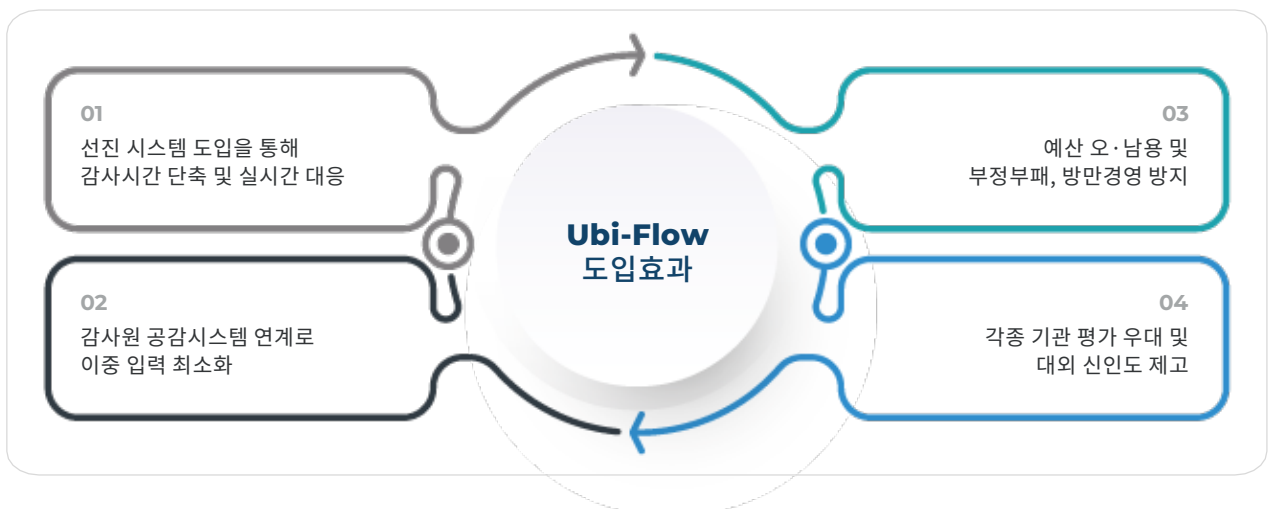 01
선진 시스템 도입을 통해
감사시간 단축 및 실시간 대응
02
감사원 공감시스템 연계로
이중 입력 최소화
Ubi-Flow
도입효과
03
예산 오·남용 및
부정부패, 방만경영 방지
04
각종 기관 평가 우대 및
대외 신인도 제고